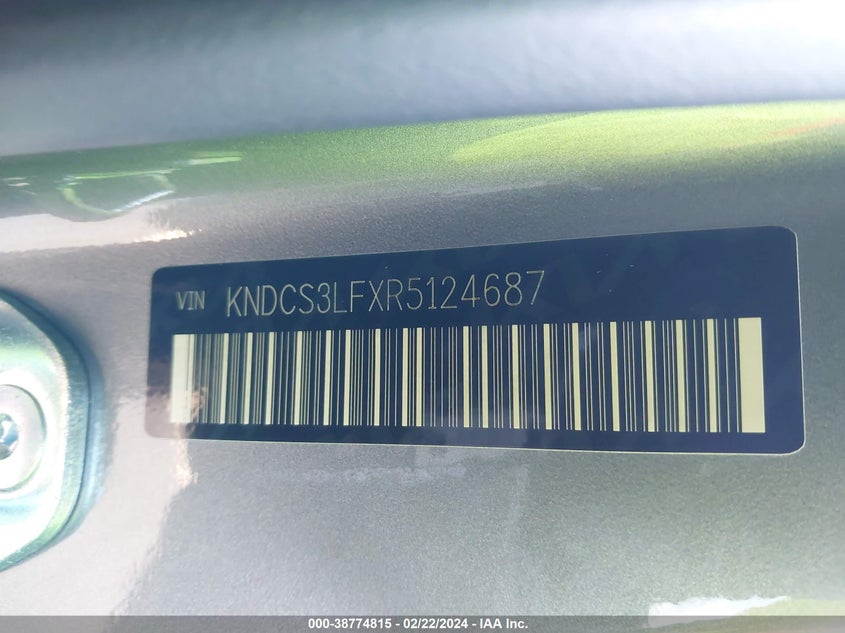 VIN KNDCS3LFXR5124687
000-38774815 - 02/22/2024 - IAA Inc.